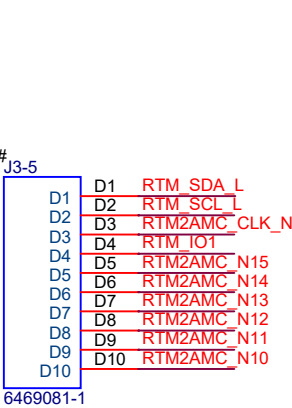 #
J3-5
D1 D1 RTM_SDA_L
D2 D2 RTM_SCL_L
D3 D3 RTM2AMC_CLK_N
D4 D4 RTM_IO1
D5 D5 RTM2AMC_N15
D6 D6 RTM2AMC_N14
D7 D7 RTM2AMC_N13
D8 D8 RTM2AMC_N12
D9 D9 RTM2AMC_N11
D10 D10 RTM2AMC_N10
6469081-1